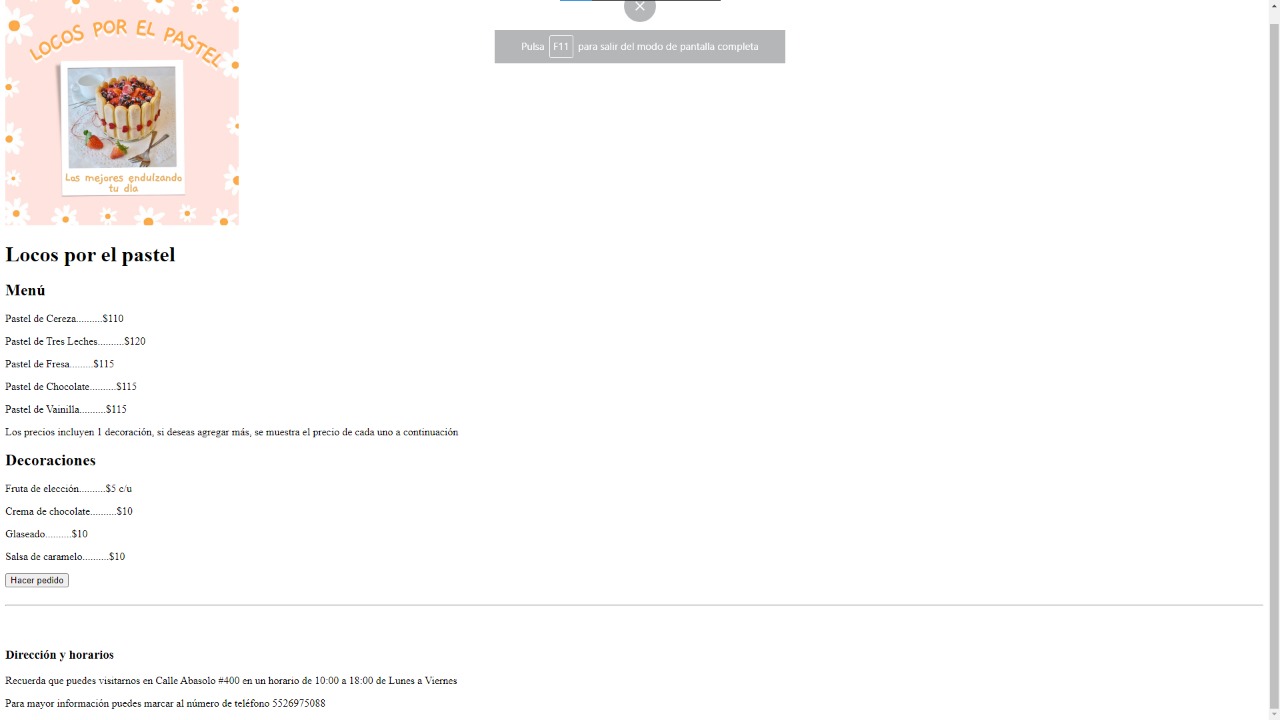 LOCOS POR EL PASTEL
Las mejores endulzando
tu día
Pulsa F11 para salir del modo de pantalla completa
Locos por el pastel
Menú
Pastel de Cereza..........$110
Pastel de Tres Leches..........$120
Pastel de Fresa.........$115
Pastel de Chocolate..........$115
Pastel de Vainilla..........$115
Los precios incluyen 1 decoración, si deseas agregar más, se muestra el precio de cada uno a continuación
Decoraciones
Fruta de elección..........$5 c/u
Crema de chocolate..........$10
Glaseado..........$10
Salsa de caramelo..........$10
Hacer pedido
Dirección y horarios
Recuerda que puedes visitarnos en Calle Abasolo #400 en un horario de 10:00 a 18:00 de Lunes a Viernes
Para mayor información puedes marcar al número de teléfono 5526975088